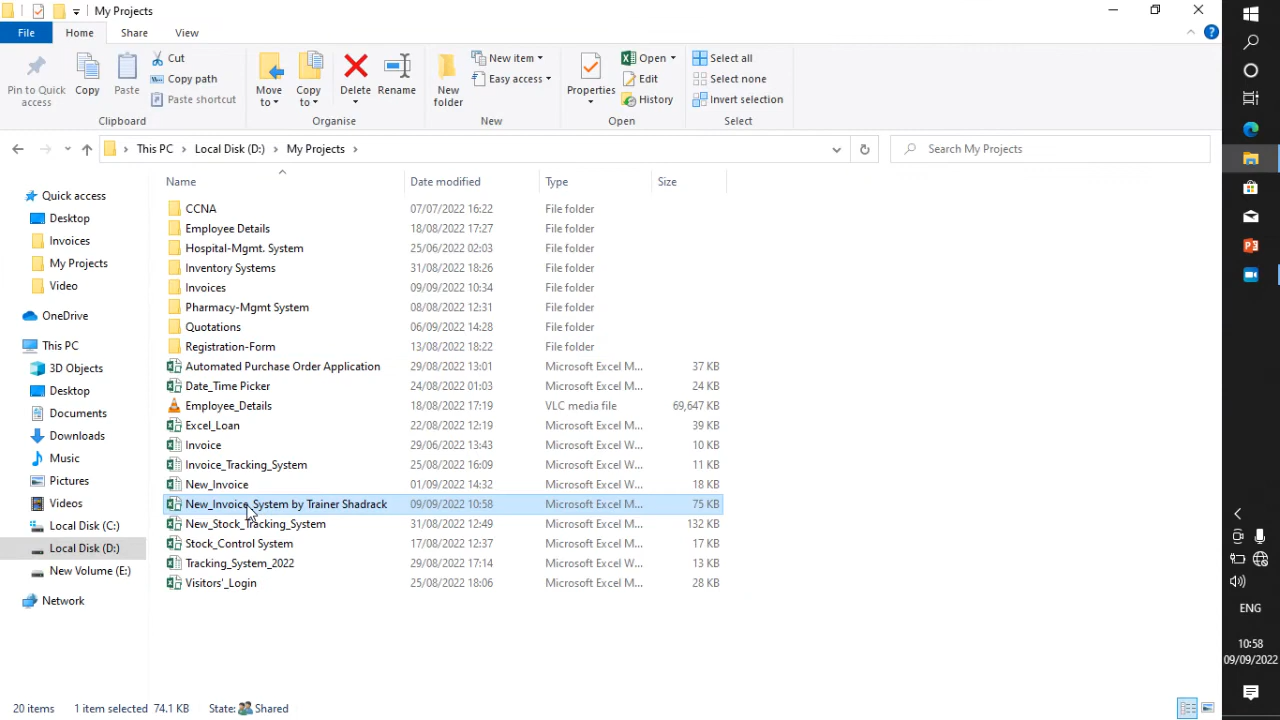 My Projects
File
Home
Share
View
Pin to Quick access
Copy
Paste
Cut
Copy path
Paste shortcut
Move to
Copy to
Delete
Rename
New folder
New item
Easy access
Properties
Open
Edit
History
Select all
Select none
Invert selection
Clipboard
Organise
New
Open
Select
This PC
Local Disk (D:)
My Projects
Search My Projects
Name
Date modified
Type
Size
Quick access
Desktop
Invoices
My Projects
Video
OneDrive
This PC
3D Objects
Desktop
Documents
Downloads
Music
Pictures
Videos
Local Disk (C:)
Local Disk (D:)
New Volume (E:)
Network
CCNA 07/07/2022 16:22 File folder
Employee Details 18/08/2022 17:27 File folder
Hospital-Mgmt. System 25/06/2022 02:03 File folder
Inventory Systems 31/08/2022 18:26 File folder
Invoices 09/09/2022 10:34 File folder
Pharmacy-Mgmt System 08/08/2022 12:31 File folder
Quotations 06/09/2022 14:28 File folder
Registration-Form 13/08/2022 18:22 File folder
Automated Purchase Order Application 29/08/2022 13:01 Microsoft Excel M... 37 KB
Date_Time Picker 24/08/2022 01:03 Microsoft Excel M... 24 KB
Employee_Details 18/08/2022 17:19 VLC media file 69,647 KB
Excel_Loan 22/08/2022 12:19 Microsoft Excel M... 39 KB
Invoice 29/06/2022 13:43 Microsoft Excel W... 10 KB
Invoice_Tracking_System 25/08/2022 16:09 Microsoft Excel W... 11 KB
New_Invoice 01/09/2022 14:32 Microsoft Excel W... 18 KB
New_Invoice_System by Trainer Shadrack 09/09/2022 10:58 Microsoft Excel M... 75 KB
New_Stock_Tracking_System 31/08/2022 12:49 Microsoft Excel M... 132 KB
Stock_Control System 17/08/2022 12:37 Microsoft Excel M... 17 KB
Tracking_System_2022 29/08/2022 17:14 Microsoft Excel M... 13 KB
Visitors'_Login 25/08/2022 18:06 Microsoft Excel M... 28 KB
20 items
1 item selected 74.1 KB
State: Shared
ENG
10:58
09/09/2022